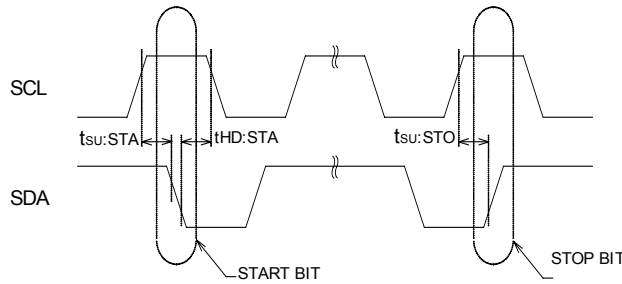 SCL
tSU:STA
tHD:STA
tSU:STO
SDA
START BIT
STOP BIT